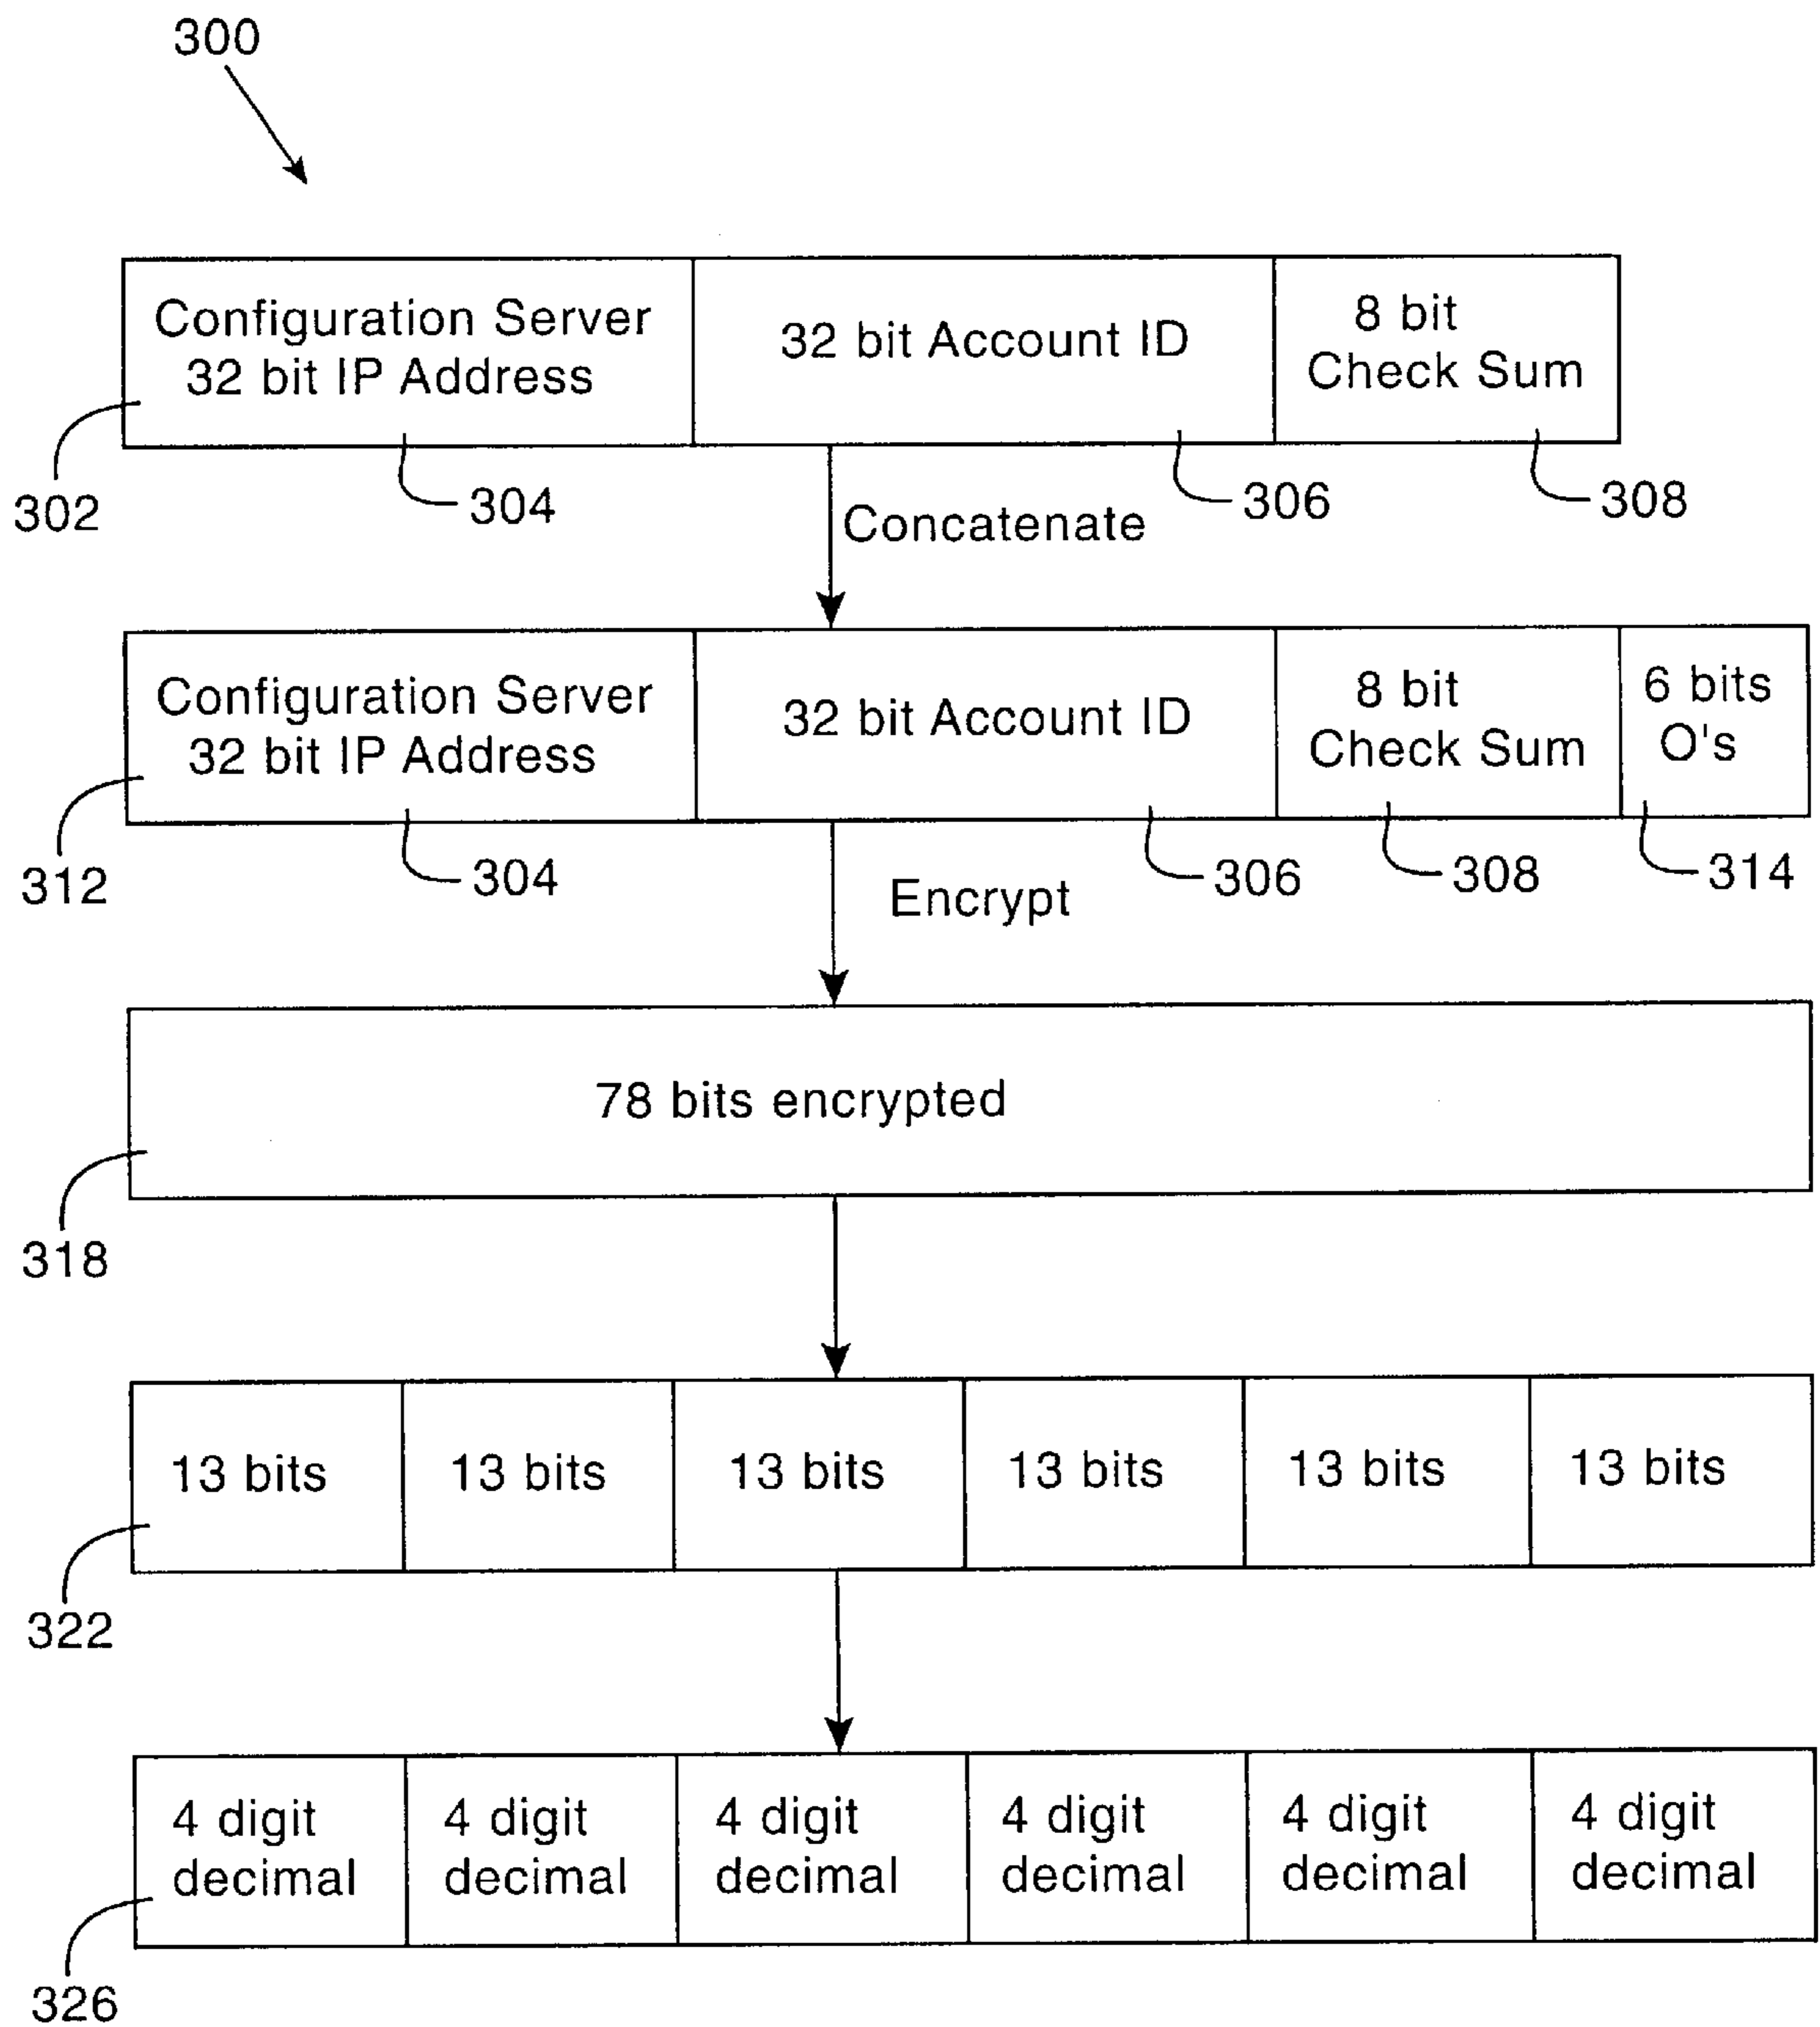 300
Configuration Server
32 bit IP Address
32 bit Account ID
8 bit
Check Sum
302
304
306
308
Concatenate
Configuration Server
32 bit IP Address
32 bit Account ID
8 bit
Check Sum
6 bits
O's
312
304
306
308
314
Encrypt
78 bits encrypted
318
13 bits
13 bits
13 bits
13 bits
13 bits
13 bits
322
4 digit
decimal
4 digit
decimal
4 digit
decimal
4 digit
decimal
4 digit
decimal
4 digit
decimal
326